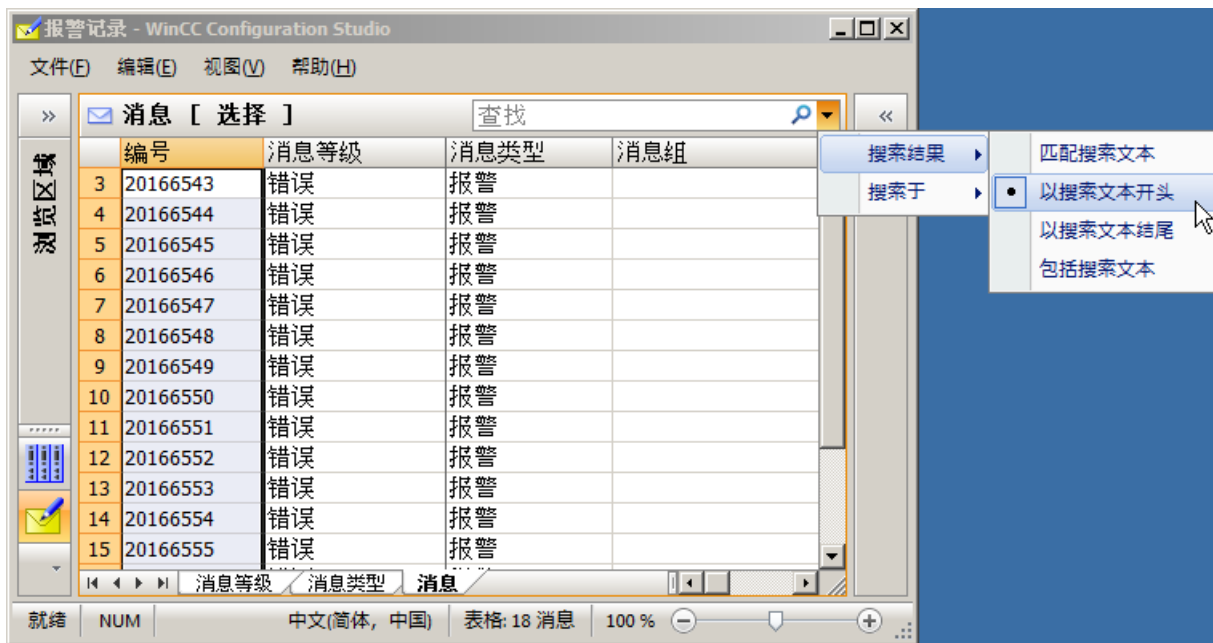 报警记录 - WinCC Configuration Studio
文件(F) 编辑(E) 视图(V) 帮助(H)
消息 [ 选择 ] 查找
浏览区域
编号 消息等级 消息类型 消息组
3 20166543 错误 报警
4 20166544 错误 报警
5 20166545 错误 报警
6 20166546 错误 报警
7 20166547 错误 报警
8 20166548 错误 报警
9 20166549 错误 报警
10 20166550 错误 报警
11 20166551 错误 报警
12 20166552 错误 报警
13 20166553 错误 报警
14 20166554 错误 报警
15 20166555 错误 报警
搜索结果
搜索于
匹配搜索文本
以搜索文本开头
以搜索文本结尾
包括搜索文本
消息等级 消息类型 消息
就绪 NUM 中文(简体，中国) 表格: 18 消息 100 %